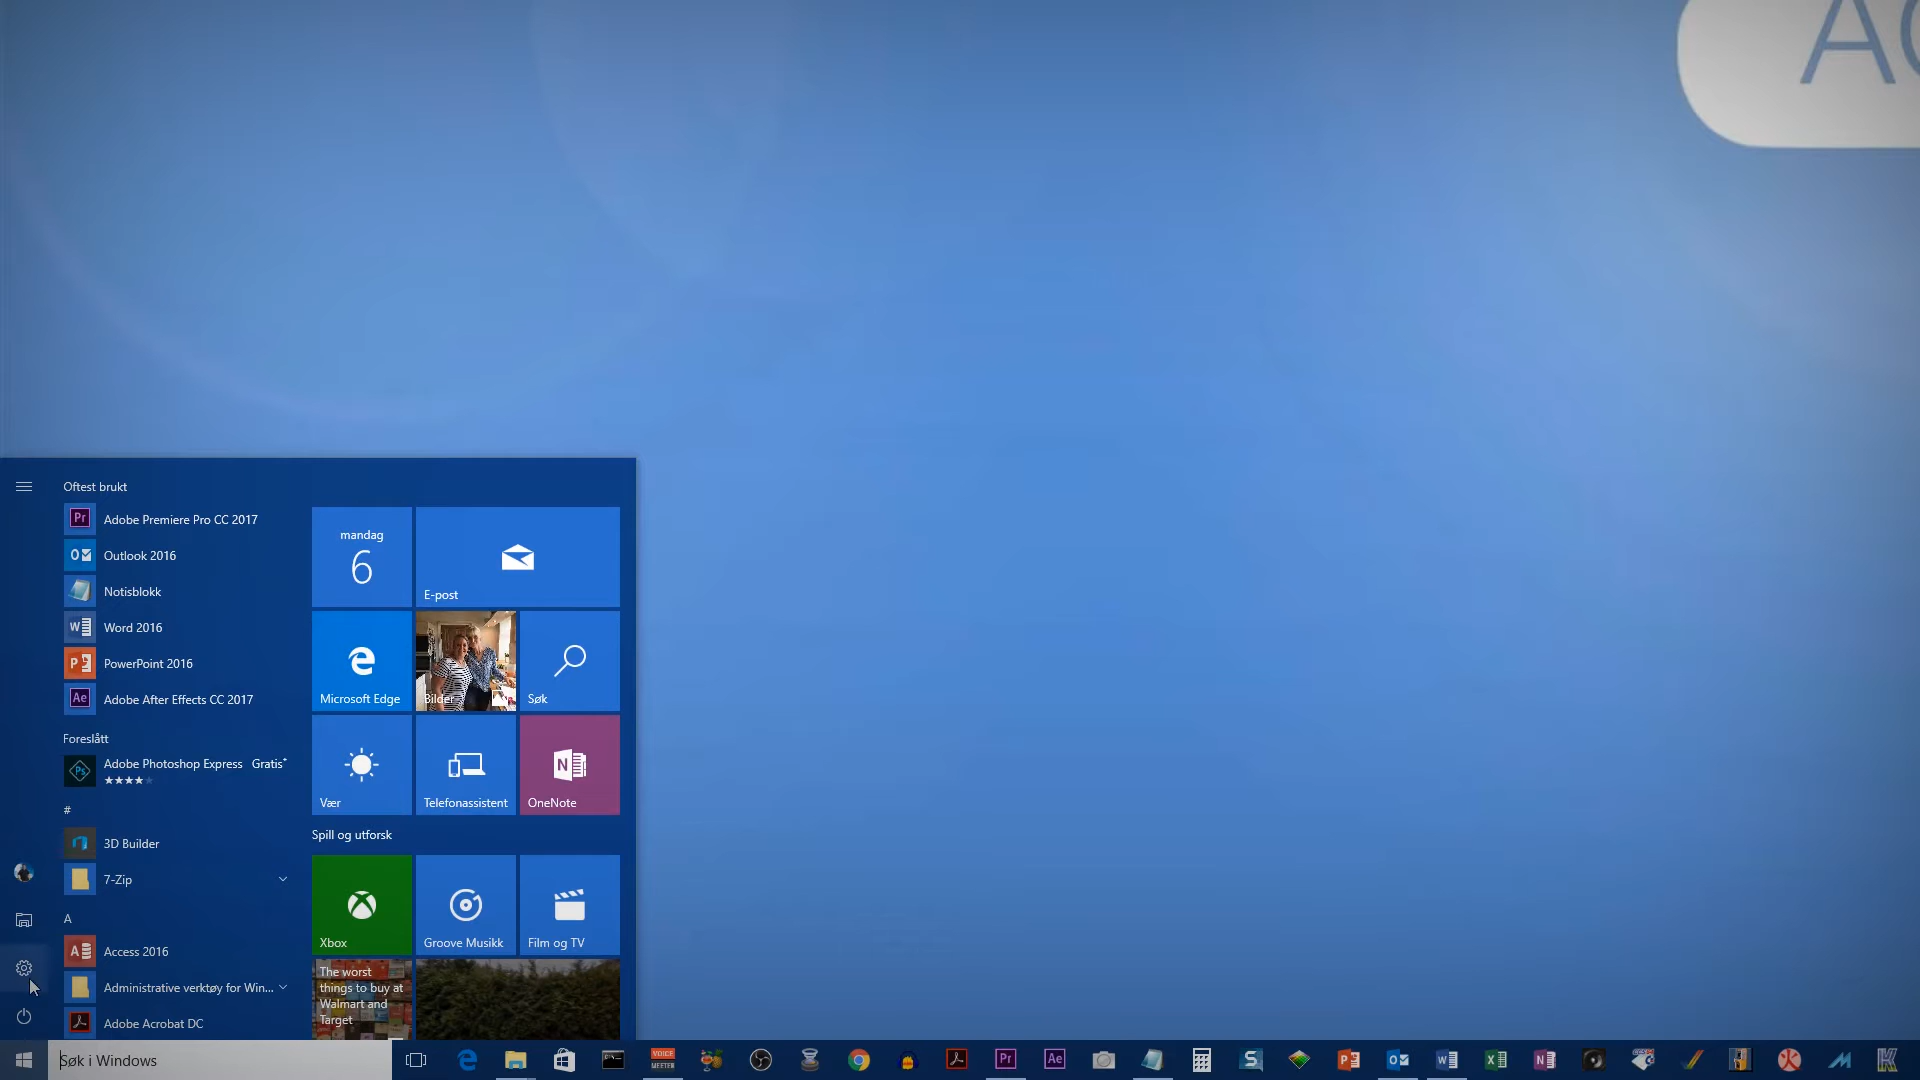 AC
Oftest brukt
Adobe Premiere Pro CC 2017
Outlook 2016
Notisblokk
Word 2016
PowerPoint 2016
Adobe After Effects CC 2017
Foreslått
Adobe Photoshop Express Gratis*
#
3D Builder
7-Zip
A
Access 2016
Administrative verktøy for Win...
Adobe Acrobat DC
mandag
6
E-post
Microsoft Edge
Bilder
Søk
Vær
Telefonassistent
OneNote
Spill og utforsk
Xbox
Groove Musikk
Film og TV
The worst
things to buy at
Walmart and
Target
Søk i Windows
VOICE
MEETER